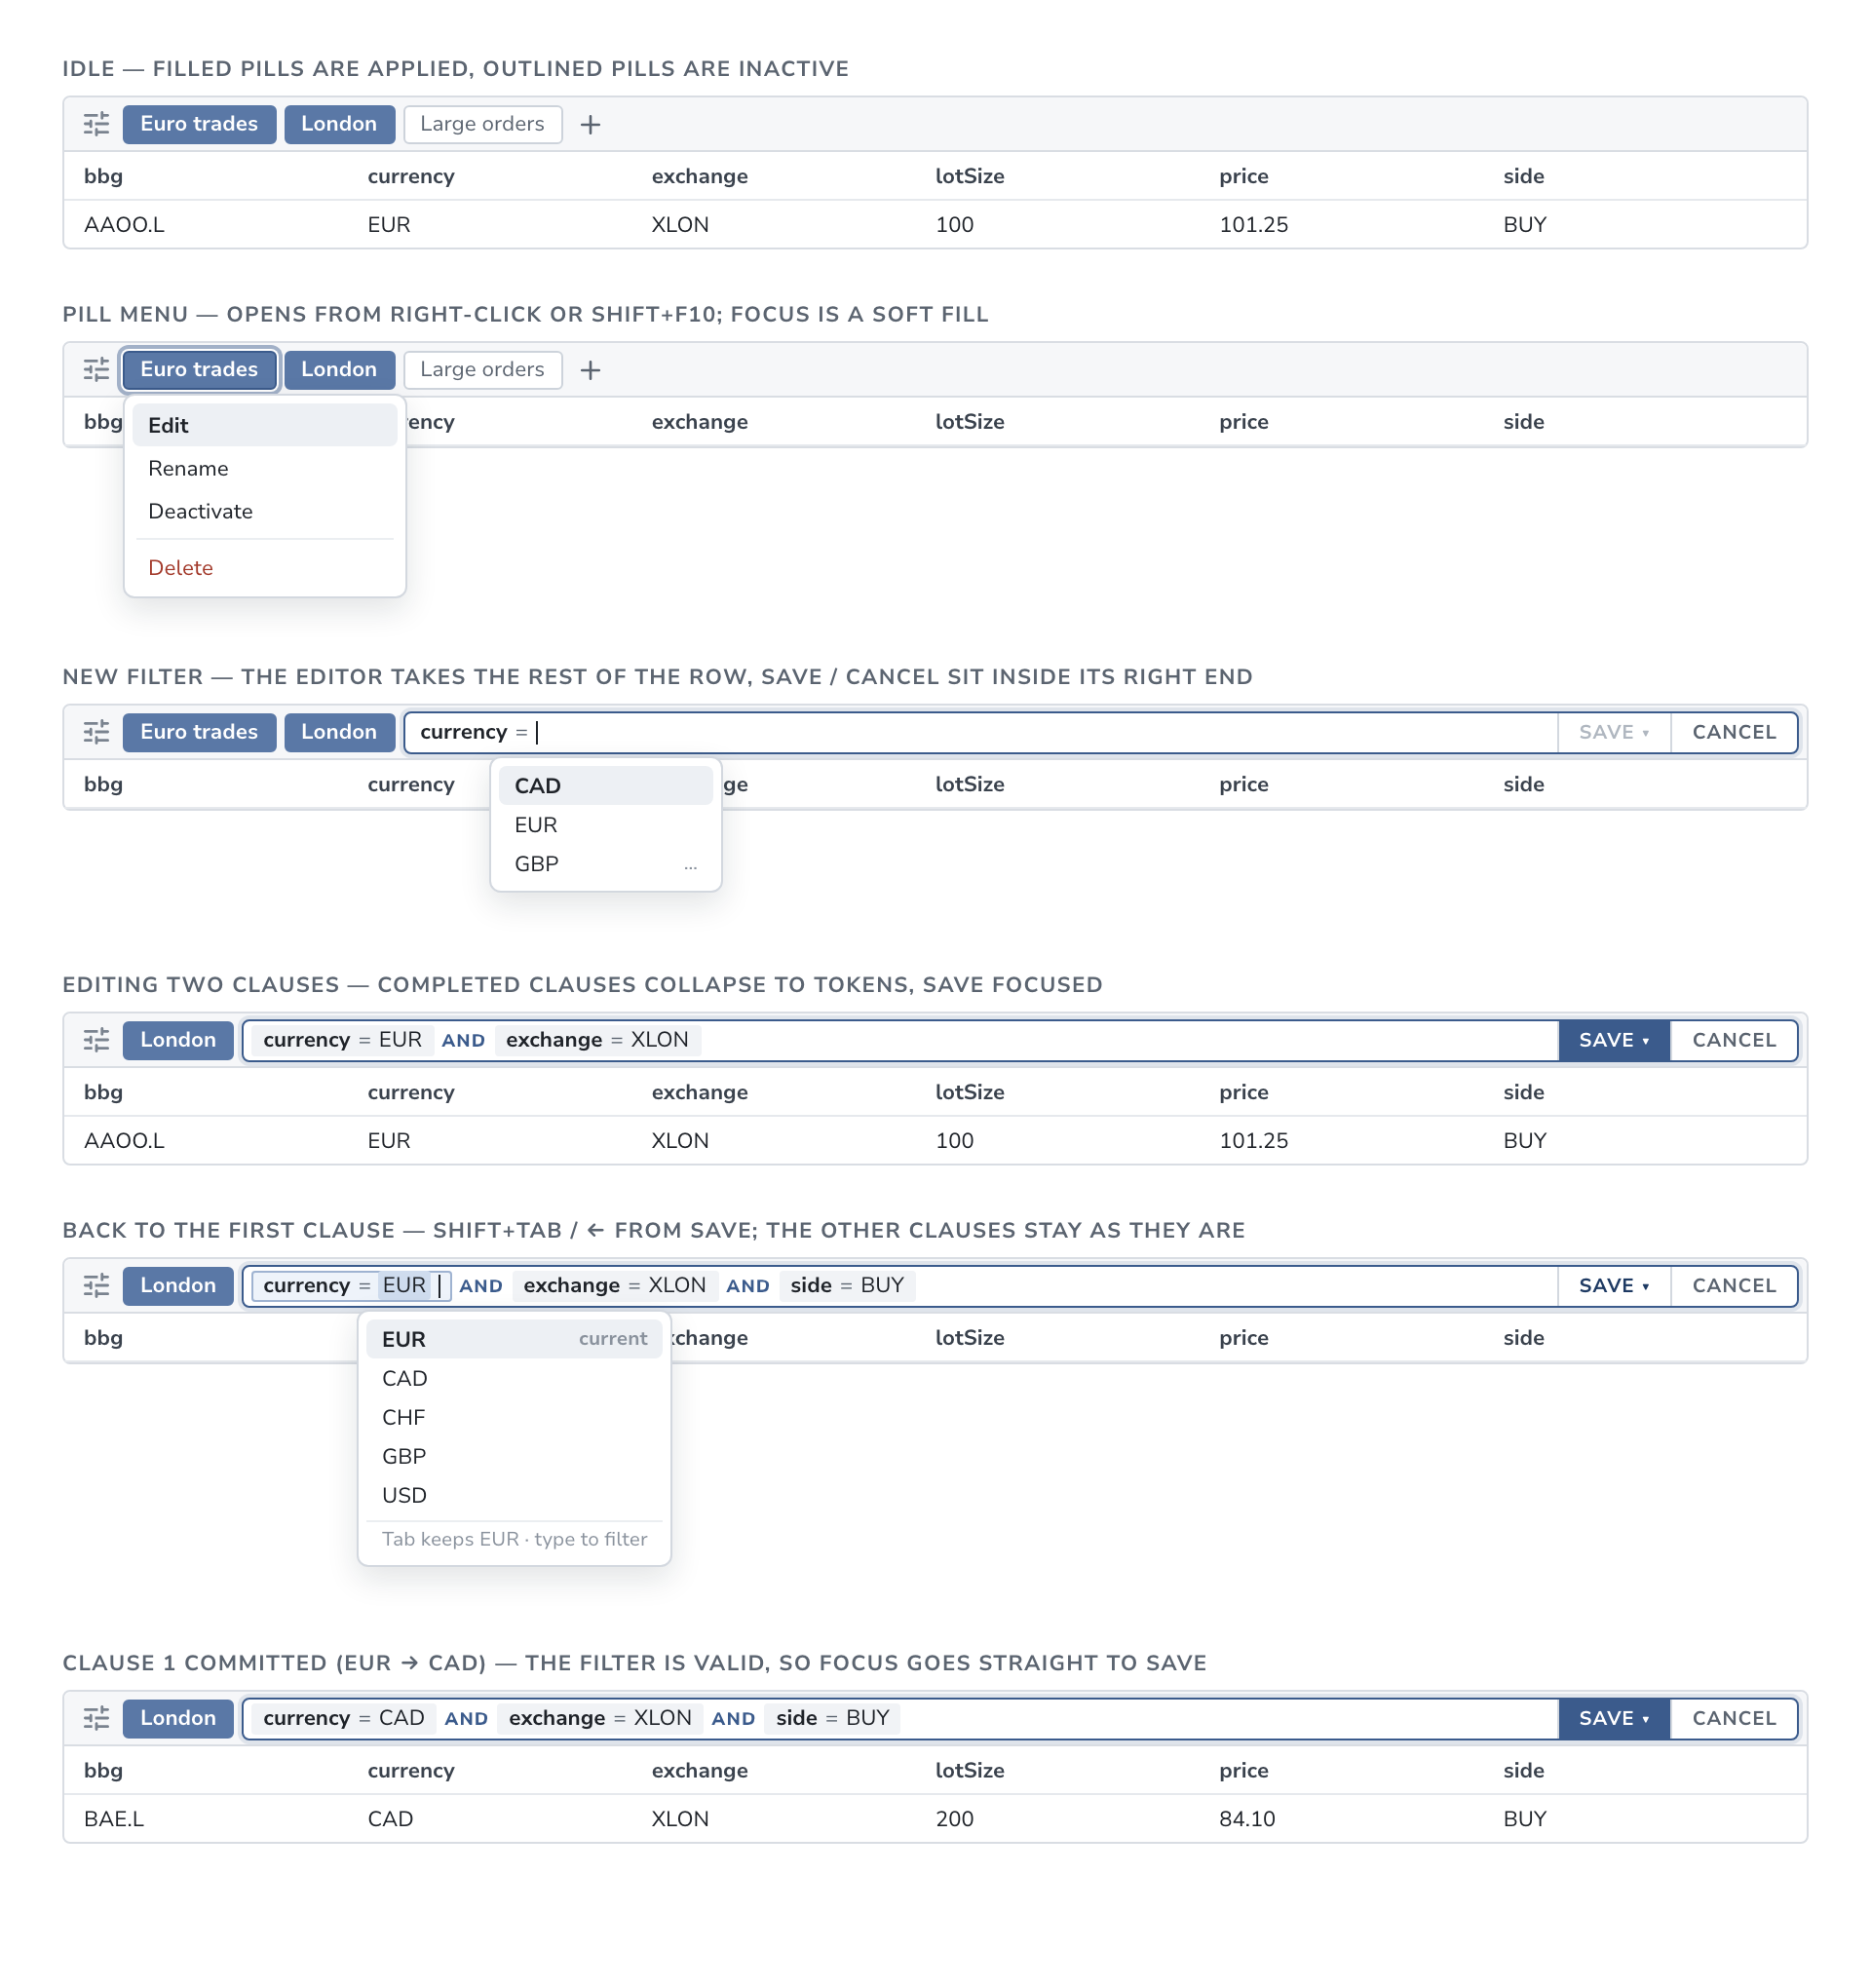 IDLE — FILLED PILLS ARE APPLIED, OUTLINED PILLS ARE INACTIVE
Euro trades London Large orders +
bbg currency exchange lotSize price side
AAOO.L EUR XLON 100 101.25 BUY
PILL MENU — OPENS FROM RIGHT-CLICK OR SHIFT+F10; FOCUS IS A SOFT FILL
Euro trades London Large orders +
bbg rency exchange lotSize price side
Edit
Rename
Deactivate
Delete
NEW FILTER — THE EDITOR TAKES THE REST OF THE ROW, SAVE / CANCEL SIT INSIDE ITS RIGHT END
Euro trades London currency = SAVE ▾ CANCEL
bbg currency ge lotSize price side
CAD
EUR
GBP ...
EDITING TWO CLAUSES — COMPLETED CLAUSES COLLAPSE TO TOKENS, SAVE FOCUSED
London currency = EUR AND exchange = XLON SAVE ▾ CANCEL
bbg currency exchange lotSize price side
AAOO.L EUR XLON 100 101.25 BUY
BACK TO THE FIRST CLAUSE — SHIFT+TAB / ← FROM SAVE; THE OTHER CLAUSES STAY AS THEY ARE
London currency = EUR AND exchange = XLON AND side = BUY SAVE ▾ CANCEL
bbg change lotSize price side
EUR current
CAD
CHF
GBP
USD
Tab keeps EUR · type to filter
CLAUSE 1 COMMITTED (EUR → CAD) — THE FILTER IS VALID, SO FOCUS GOES STRAIGHT TO SAVE
London currency = CAD AND exchange = XLON AND side = BUY SAVE ▾ CANCEL
bbg currency exchange lotSize price side
BAE.L CAD XLON 200 84.10 BUY